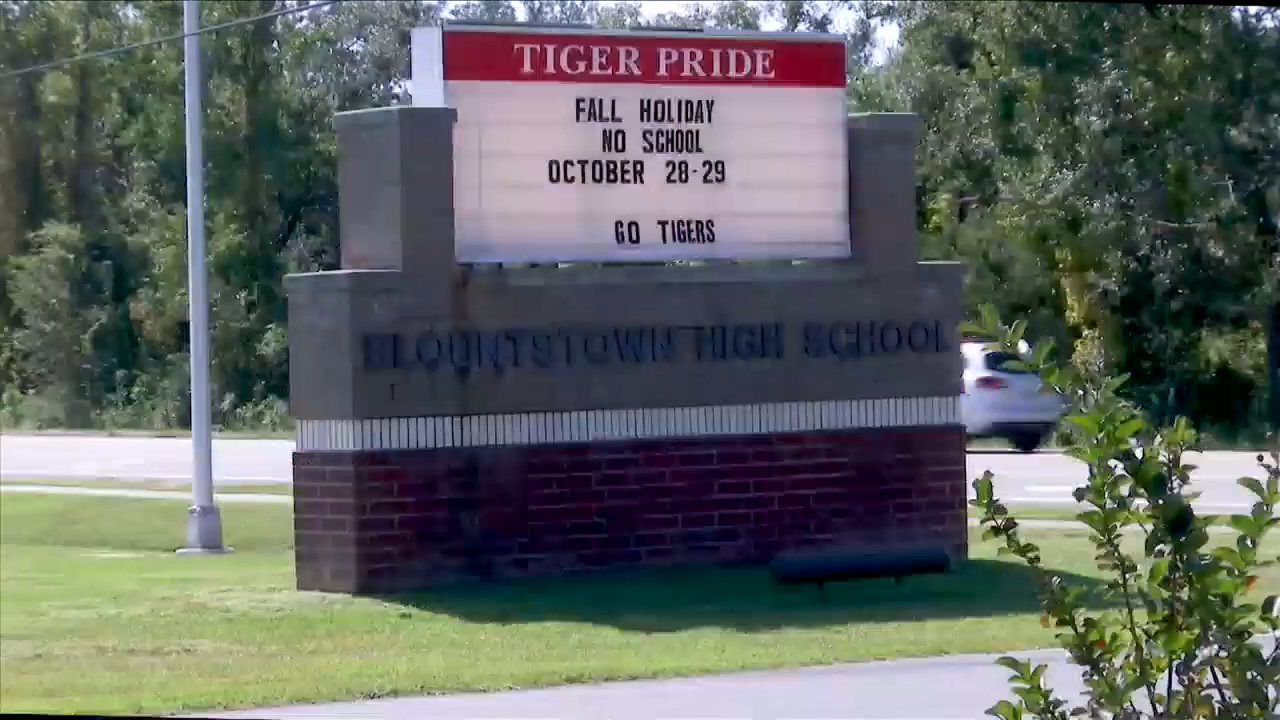 TIGER PRIDE
FALL HOLIDAY
NO SCHOOL
OCTOBER 28-29
GO TIGERS
BLOUNTSTOWN HIGH SCHOOL